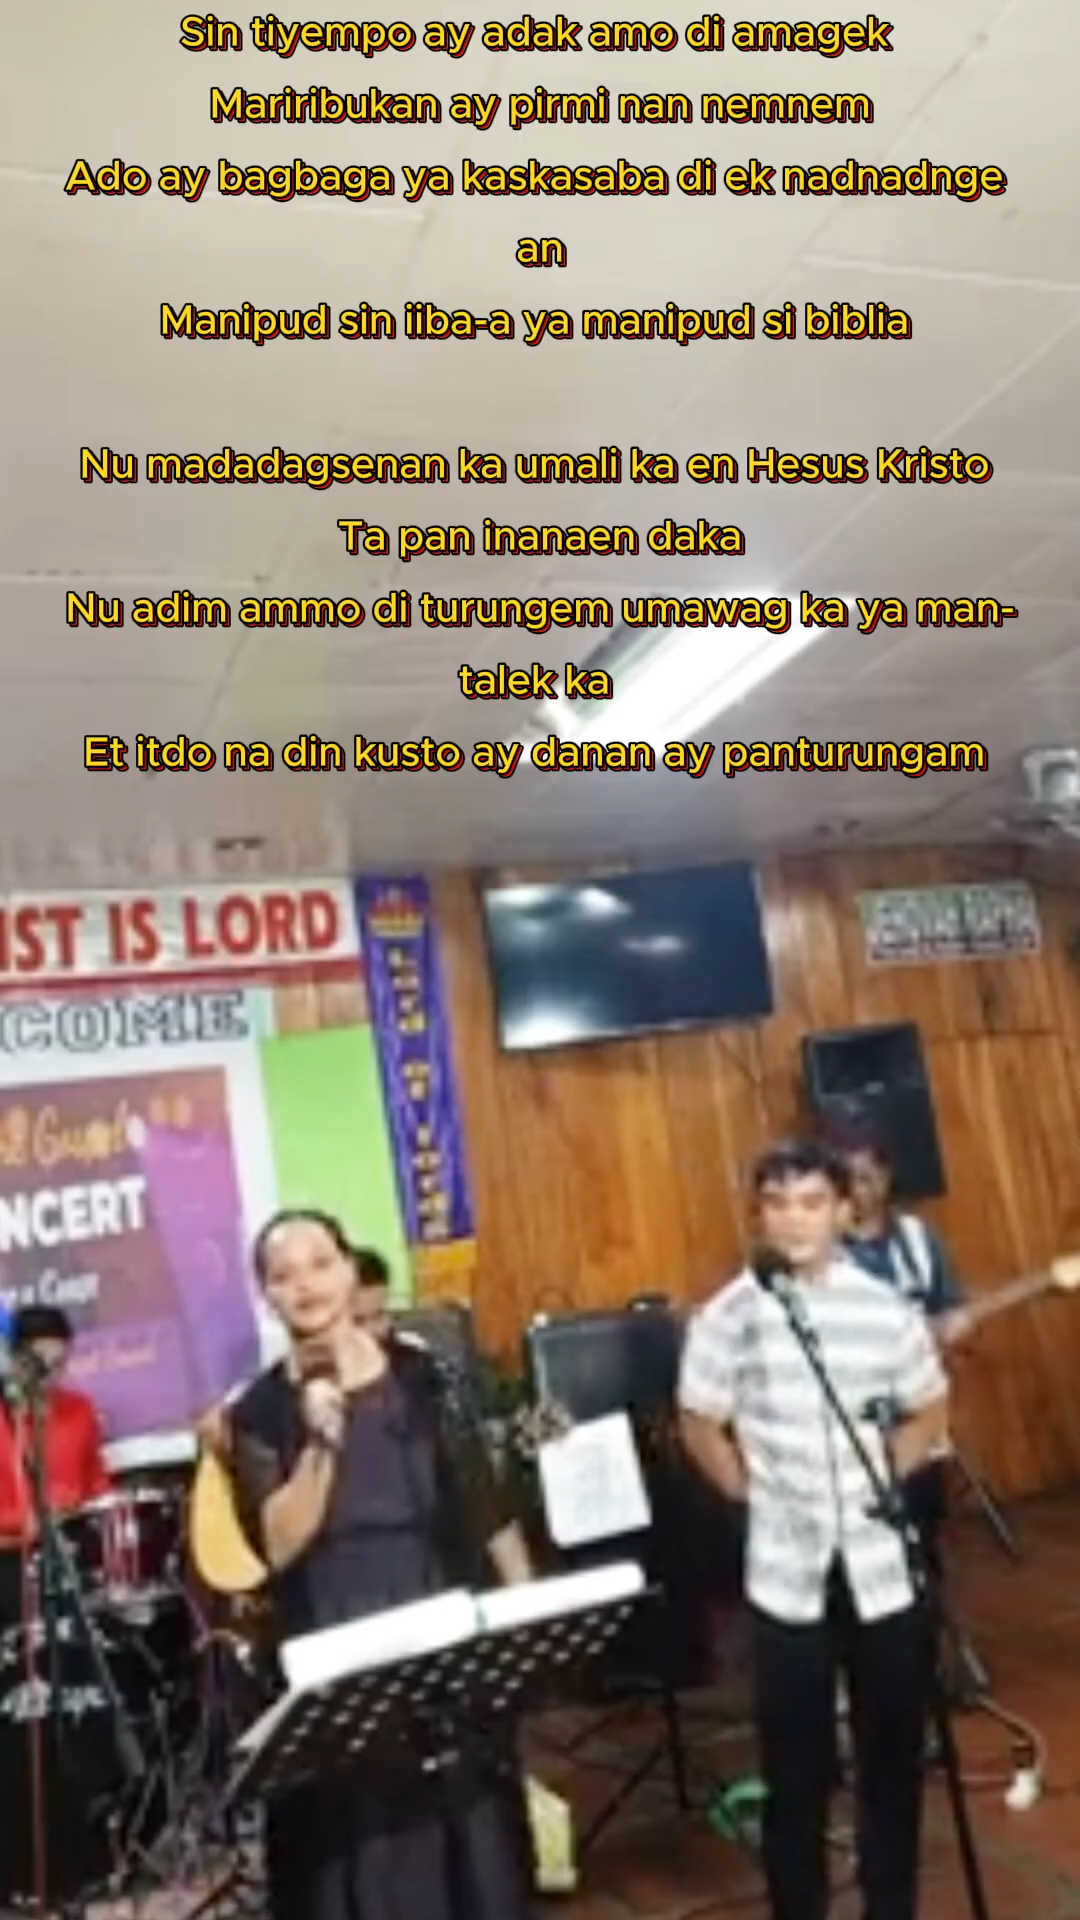 Sin tiyempo ay adak amo di amagek
Mariribukan ay pirmi nan nemnem
Ado ay bagbaga ya kaskasaba di ek nadnadnge
an
Manipud sin iiba-a ya manipud si biblia
Nu madadagsenan ka umali ka en Hesus Kristo
Ta pan inanaen daka
Nu adim ammo di turungem umawag ka ya man-
talek ka
Et itdo na din kusto ay danan ay panturungam
IST IS LORD
COME
NCERT